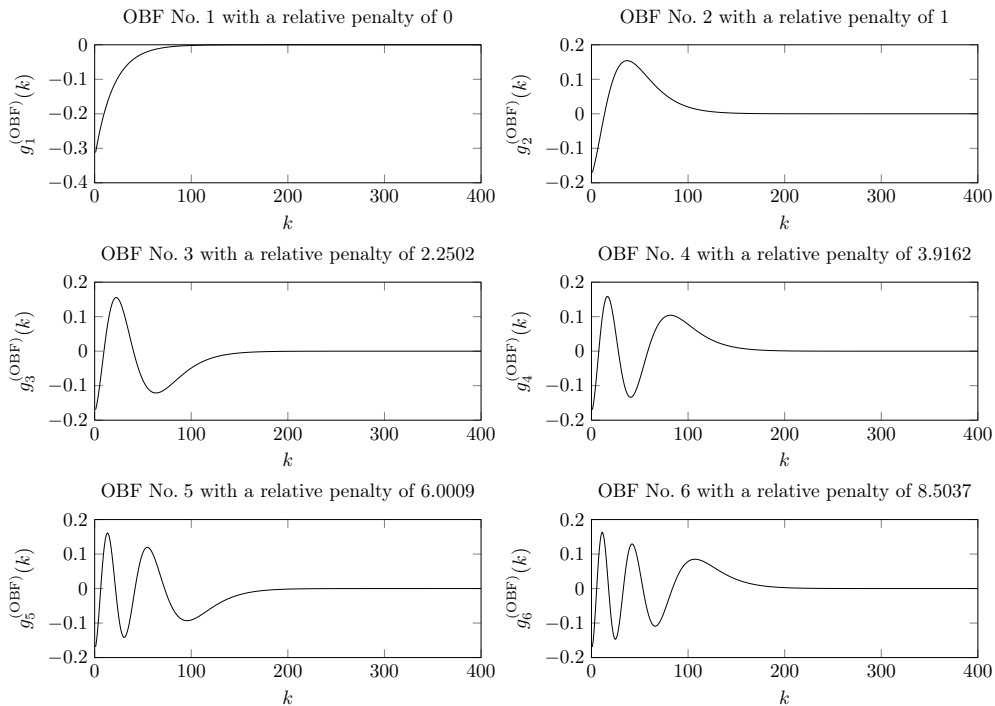 OBF No. 1 with a relative penalty of 0
0
−0.1
−0.2
−0.3
−0.4
0 100 200 300 400
k
g₁^(OBF)(k)
OBF No. 2 with a relative penalty of 1
0.2
0.1
0
−0.1
−0.2
0 100 200 300 400
k
g₂^(OBF)(k)
OBF No. 3 with a relative penalty of 2.2502
0.2
0.1
0
−0.1
−0.2
0 100 200 300 400
k
g₃^(OBF)(k)
OBF No. 4 with a relative penalty of 3.9162
0.2
0.1
0
−0.1
−0.2
0 100 200 300 400
k
g₄^(OBF)(k)
OBF No. 5 with a relative penalty of 6.0009
0.2
0.1
0
−0.1
−0.2
0 100 200 300 400
k
g₅^(OBF)(k)
OBF No. 6 with a relative penalty of 8.5037
0.2
0.1
0
−0.1
−0.2
0 100 200 300 400
k
g₆^(OBF)(k)